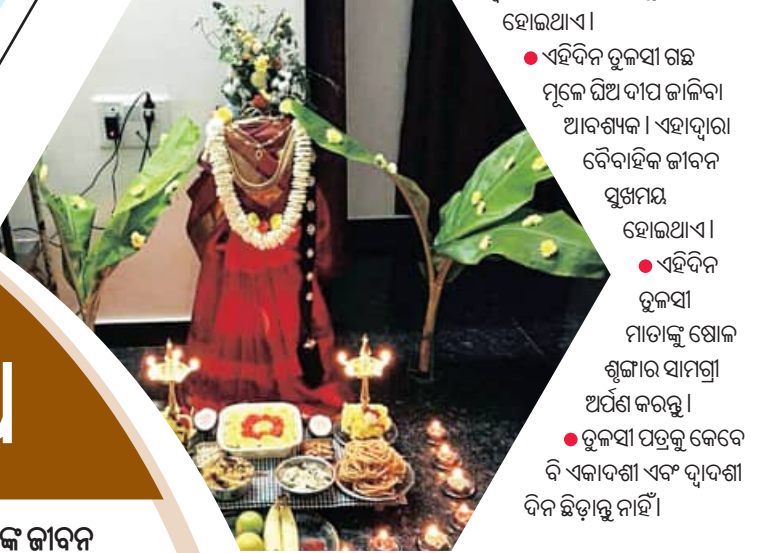 ହୋଇଥାଏ ।
● ଏହିଦିନ ତୁଳସୀ ଗଛ
ମୂଳେ ଘିଅ ଦୀପ ଜାଳିବା
ଆବଶ୍ୟକ । ଏହାଦ୍ୱାରା
ବୈବାହିକ ଜୀବନ
ସୁଖମୟ
ହୋଇଥାଏ ।
● ଏହିଦିନ
ତୁଳସୀ
ମାତାଙ୍କୁ ଷୋଳ
ଶୃଙ୍ଗାର ସାମଗ୍ରୀ
ଅର୍ପଣ କରନ୍ତୁ ।
● ତୁଳସୀ ପତ୍ରକୁ କେବେ
ବି ଏକାଦଶୀ ଏବଂ ଦ୍ୱାଦଶୀ
ଦିନ ଛିଡ଼ାନ୍ତୁ ନାହିଁ ।
ଙ୍କ ଜୀବନ